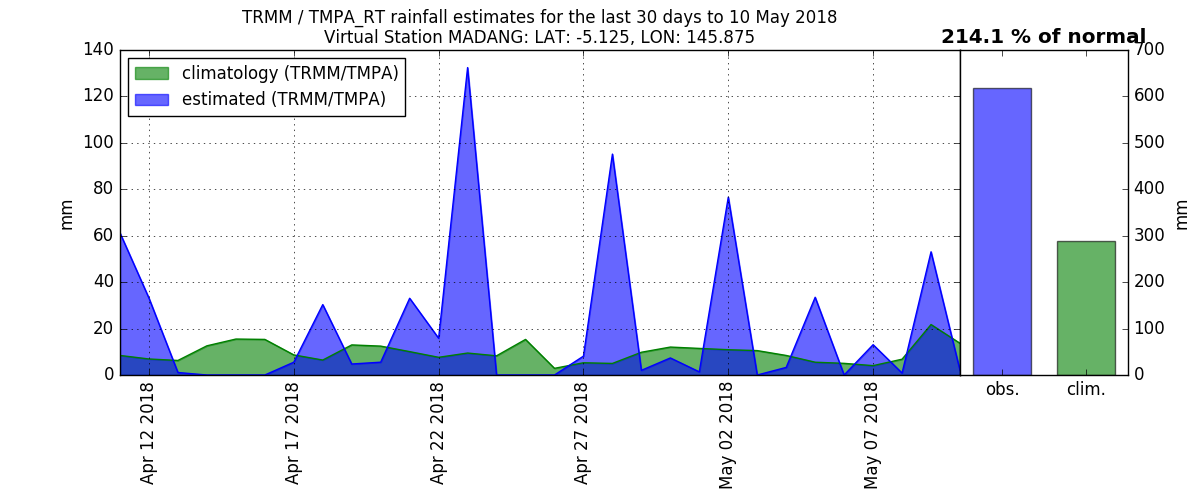 TRMM / TMPA_RT rainfall estimates for the last 30 days to 10 May 2018
Virtual Station MADANG: LAT: -5.125, LON: 145.875
214.1 % of normal
climatology (TRMM/TMPA)
estimated (TRMM/TMPA)
140
120
100
80
60
40
20
0
mm
Apr 12 2018
Apr 17 2018
Apr 22 2018
Apr 27 2018
May 02 2018
May 07 2018
700
600
500
400
300
200
100
0
mm
obs.
clim.